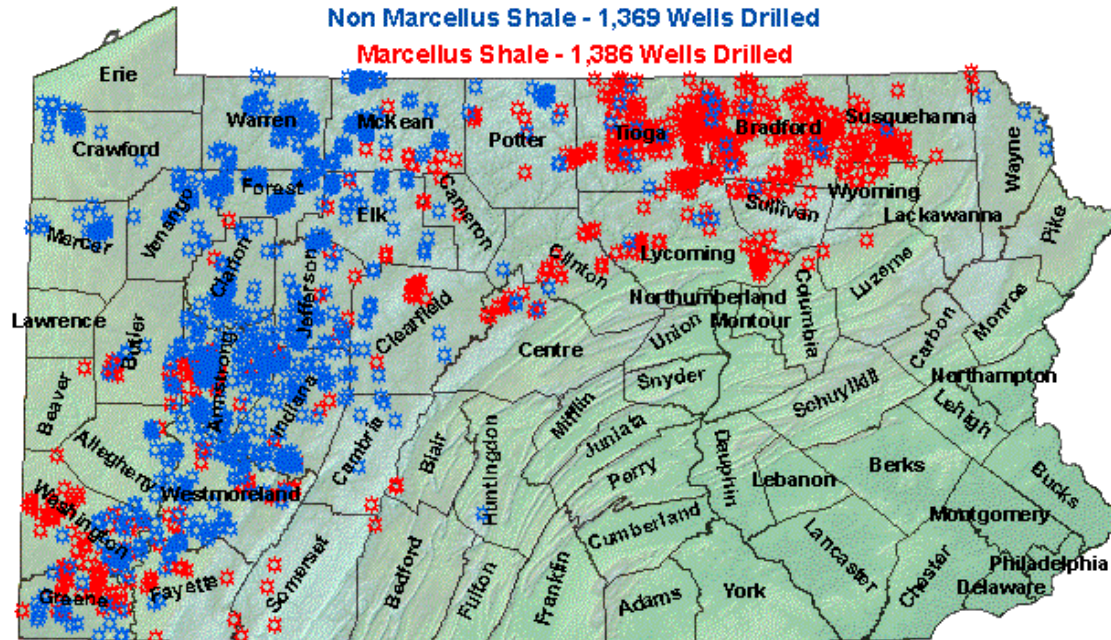 Non Marcellus Shale - 1,369 Wells Drilled
Marcellus Shale - 1,386 Wells Drilled
Erie
Warren
McKean
Potter
Tioga
Bradford
Susquehanna
Crawford
Wayne
Forest
Wyoming
Venango
Elk
Cameron
Sullivan
Lackawanna
Mercer
Clarion
Pike
Lycoming
Clinton
Luzerne
Jefferson
Clearfield
Northumberland
Columbia
Monroe
Lawrence
Butler
Montour
Carbon
Union
Centre
Armstrong
Indiana
Snyder
Schuylkill
Northampton
Beaver
Mifflin
Lehigh
Juniata
Allegheny
Cambria
Blair
Huntingdon
Dauphin
Perry
Lebanon
Berks
Bucks
Westmoreland
Washington
Cumberland
Montgomery
Lancaster
Philadelphia
Somerset
Bedford
Fulton
Franklin
Chester
Delaware
Fayette
Greene
Adams
York